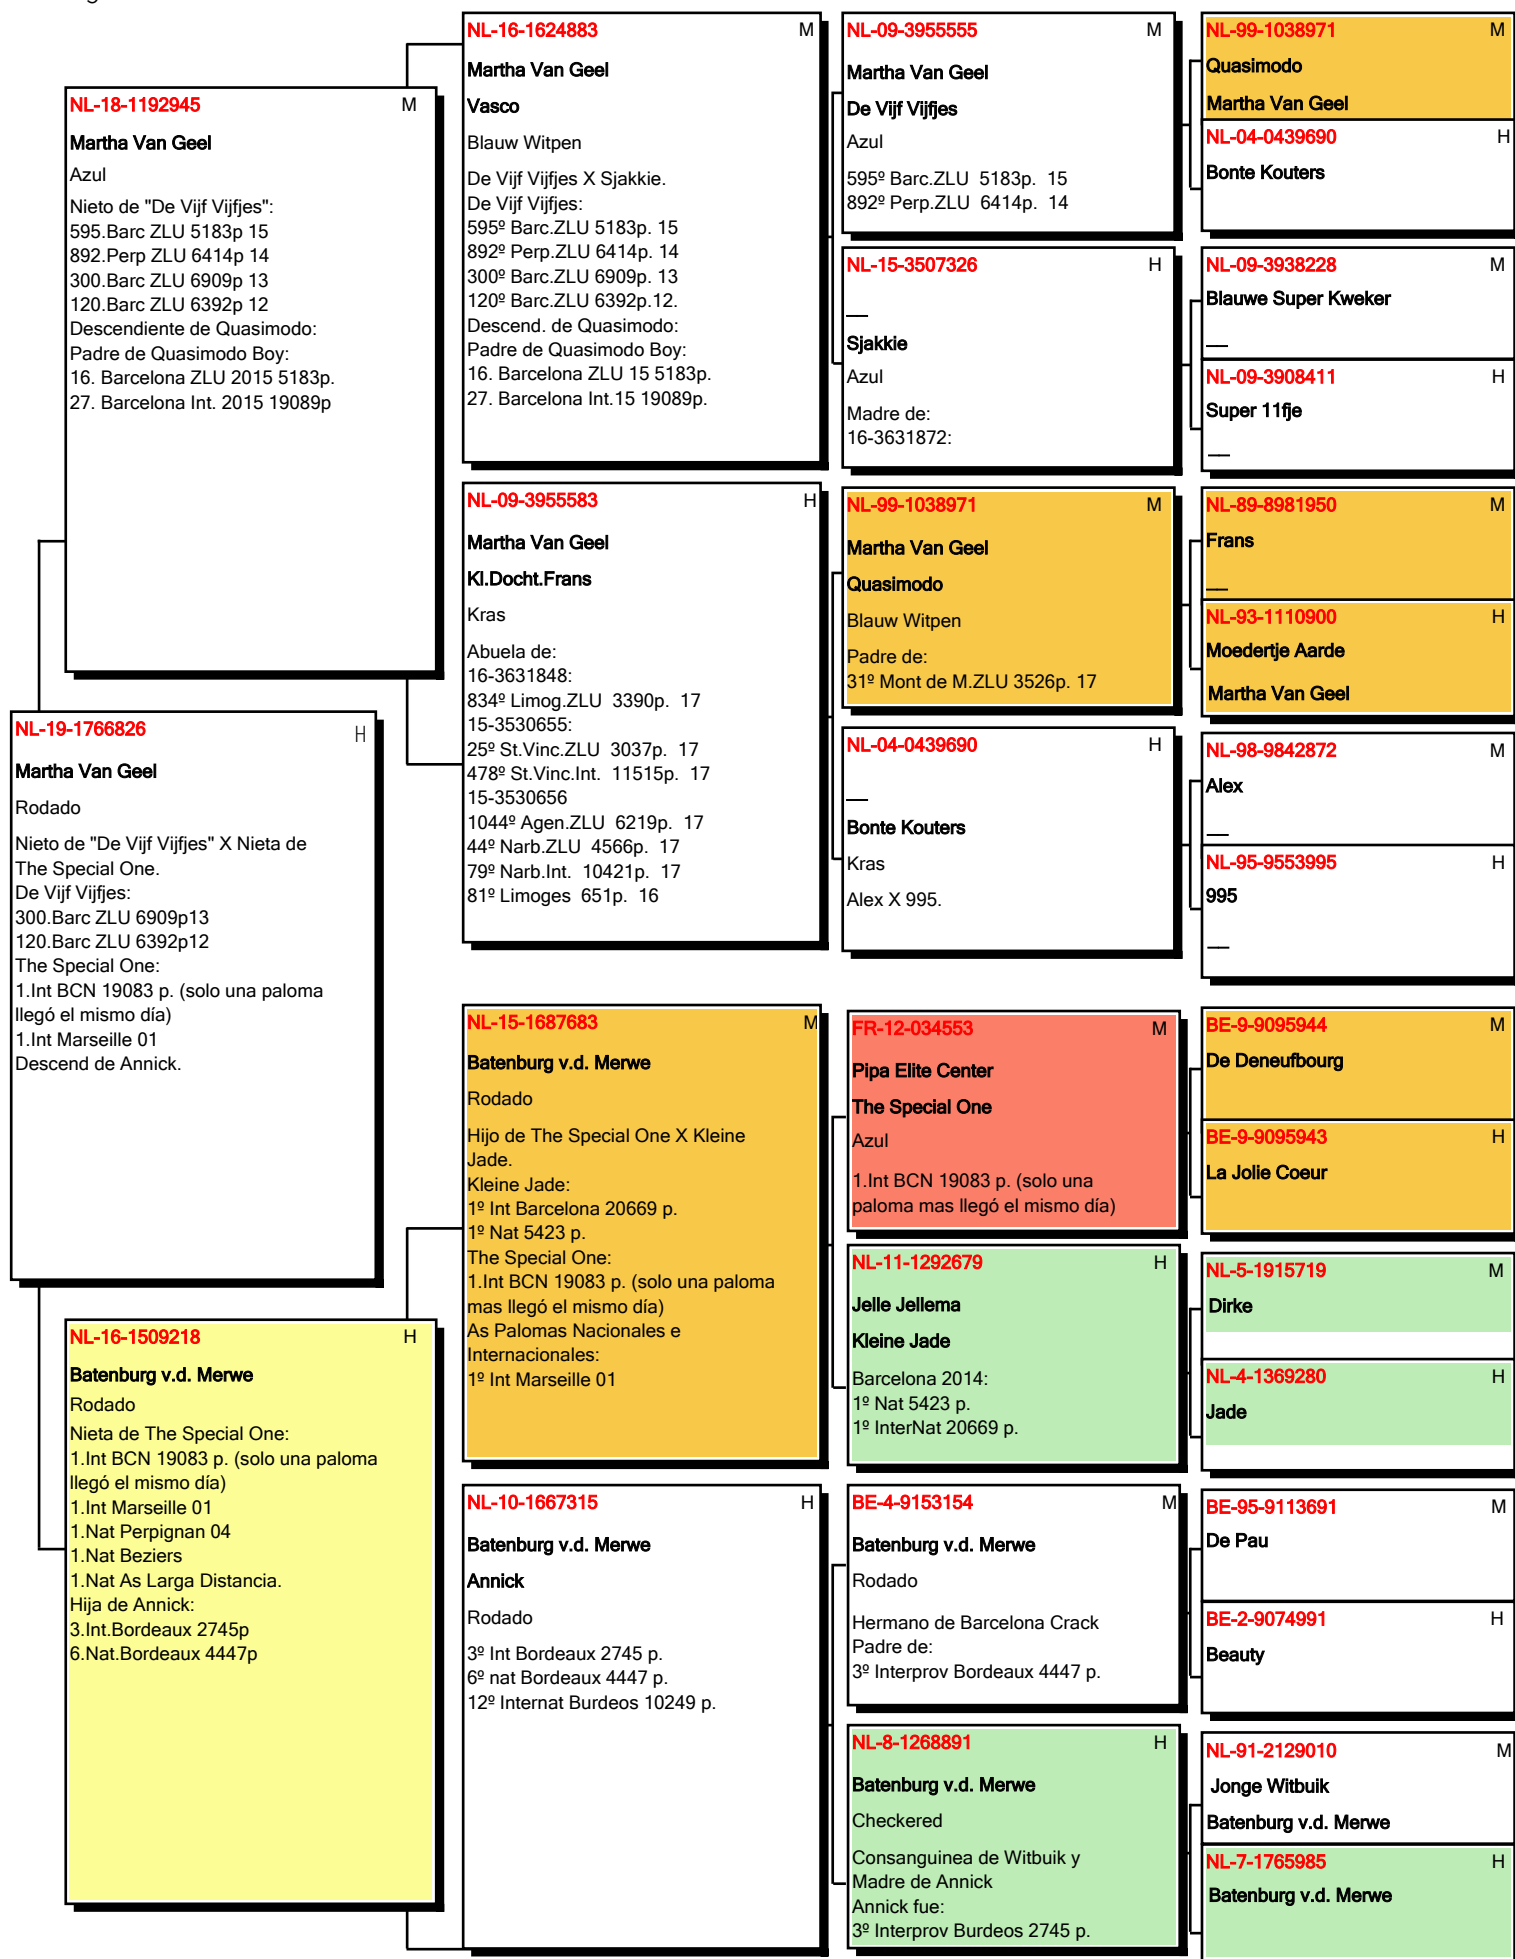 NL-19-1766826 H
Martha Van Geel
Rodado
Nieto de "De Vijf Vijfjes" X Nieta de
The Special One.
De Vijf Vijfjes:
300.Barc ZLU 6909p13
120.Barc ZLU 6392p12
The Special One:
1.Int BCN 19083 p. (solo una paloma
llegó el mismo día)
1.Int Marseille 01
Descend de Annick.
NL-18-1192945 M
Martha Van Geel
Azul
Nieto de "De Vijf Vijfjes":
595.Barc ZLU 5183p 15
892.Perp ZLU 6414p 14
300.Barc ZLU 6909p 13
120.Barc ZLU 6392p 12
Descendiente de Quasimodo:
Padre de Quasimodo Boy:
16. Barcelona ZLU 2015 5183p.
27. Barcelona Int. 2015 19089p
NL-16-1509218 H
Batenburg v.d. Merwe
Rodado
Nieta de The Special One:
1.Int BCN 19083 p. (solo una paloma
llegó el mismo día)
1.Int Marseille 01
1.Nat Perpignan 04
1.Nat Beziers
1.Nat As Larga Distancia.
Hija de Annick:
3.Int.Bordeaux 2745p
6.Nat.Bordeaux 4447p
NL-16-1624883 M
Martha Van Geel
Vasco
Blauw Witpen
De Vijf Vijfjes X Sjakkie.
De Vijf Vijfjes:
595º Barc.ZLU 5183p. 15
892º Perp.ZLU 6414p. 14
300º Barc.ZLU 6909p. 13
120º Barc.ZLU 6392p.12.
Descend. de Quasimodo:
Padre de Quasimodo Boy:
16. Barcelona ZLU 15 5183p.
27. Barcelona Int.15 19089p.
NL-09-3955583 H
Martha Van Geel
Kl.Docht.Frans
Kras
Abuela de:
16-3631848:
834º Limog.ZLU 3390p. 17
15-3530655:
25º St.Vinc.ZLU 3037p. 17
478º St.Vinc.Int. 11515p. 17
15-3530656
1044º Agen.ZLU 6219p. 17
44º Narb.ZLU 4566p. 17
79º Narb.Int. 10421p. 17
81º Limoges 651p. 16
NL-15-1687683 M
Batenburg v.d. Merwe
Rodado
Hijo de The Special One X Kleine
Jade.
Kleine Jade:
1º Int Barcelona 20669 p.
1º Nat 5423 p.
The Special One:
1.Int BCN 19083 p. (solo una paloma
mas llegó el mismo día)
As Palomas Nacionales e
Internacionales:
1º Int Marseille 01
NL-10-1667315 H
Batenburg v.d. Merwe
Annick
Rodado
3º Int Bordeaux 2745 p.
6º nat Bordeaux 4447 p.
12º Internat Burdeos 10249 p.
NL-09-3955555 M
Martha Van Geel
De Vijf Vijfjes
Azul
595º Barc.ZLU 5183p. 15
892º Perp.ZLU 6414p. 14
NL-15-3507326 H
__
Sjakkie
Azul
Madre de:
16-3631872:
NL-99-1038971 M
Martha Van Geel
Quasimodo
Blauw Witpen
Padre de:
31º Mont de M.ZLU 3526p. 17
NL-04-0439690 H
__
Bonte Kouters
Kras
Alex X 995.
FR-12-034553 M
Pipa Elite Center
The Special One
Azul
1.Int BCN 19083 p. (solo una
paloma mas llegó el mismo día)
NL-11-1292679 H
Jelle Jellema
Kleine Jade
Barcelona 2014:
1º Nat 5423 p.
1º InterNat 20669 p.
BE-4-9153154 M
Batenburg v.d. Merwe
Rodado
Hermano de Barcelona Crack
Padre de:
3º Interprov Bordeaux 4447 p.
NL-8-1268891 H
Batenburg v.d. Merwe
Checkered
Consanguinea de Witbuik y
Madre de Annick
Annick fue:
3º Interprov Burdeos 2745 p.
NL-99-1038971 M
Quasimodo
Martha Van Geel
NL-04-0439690 H
Bonte Kouters
NL-09-3938228 M
Blauwe Super Kweker
__
NL-09-3908411 H
Super 11fje
__
NL-89-8981950 M
Frans
__
NL-93-1110900 H
Moedertje Aarde
Martha Van Geel
NL-98-9842872 M
Alex
__
NL-95-9553995 H
995
__
BE-9-9095944 M
De Deneufbourg
BE-9-9095943 H
La Jolie Coeur
NL-5-1915719 M
Dirke
NL-4-1369280 H
Jade
BE-95-9113691 M
De Pau
BE-2-9074991 H
Beauty
NL-91-2129010 M
Jonge Witbuik
Batenburg v.d. Merwe
NL-7-1765985 H
Batenburg v.d. Merwe